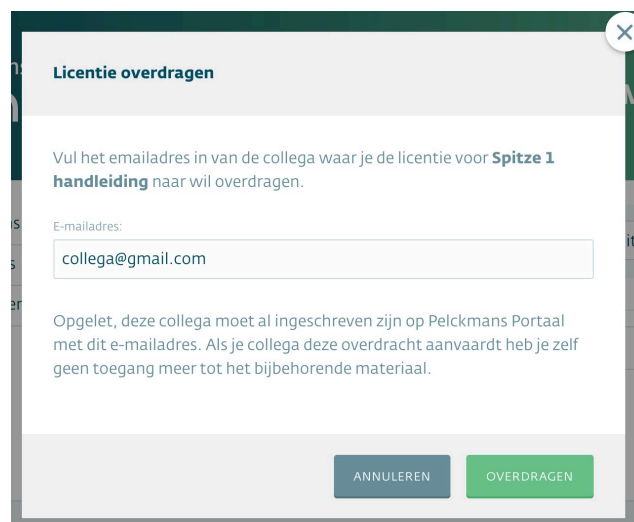 Licentie overdragen
Vul het emailadres in van de collega waar je de licentie voor Spitze 1
handleiding naar wil overdragen.
E-mailadres:
collega@gmail.com
Opgelet, deze collega moet al ingeschreven zijn op Pelckmans Portaal
met dit e-mailadres. Als je collega deze overdracht aanvaardt heb je zelf
geen toegang meer tot het bijbehorende materiaal.
ANNULEREN OVERDRAGEN